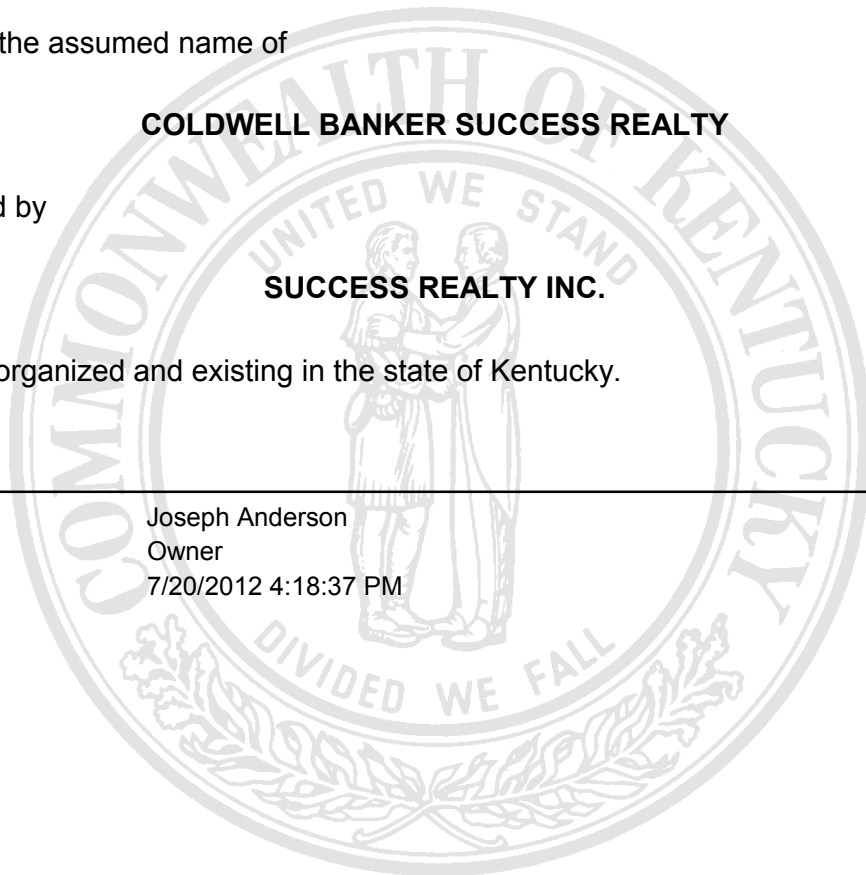 the assumed name of
COLDWELL BANKER SUCCESS REALTY
d by
SUCCESS REALTY INC.
organized and existing in the state of Kentucky.
Joseph Anderson
Owner
7/20/2012 4:18:37 PM
COMMONWEALTH OF KENTUCKY
UNITED WE STAND
DIVIDED WE FALL